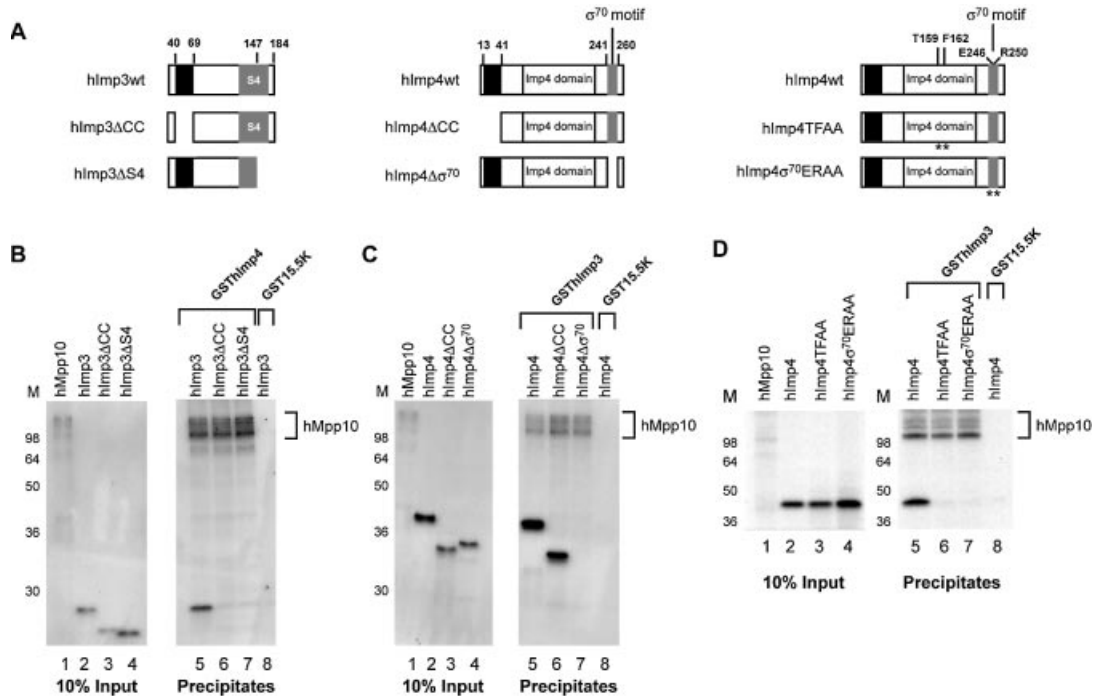 A
40 69 147 184
hImp3wt S4
hImp3ΔCC S4
hImp3ΔS4
σ70 motif
13 41 241 260
hImp4wt Imp4 domain
hImp4ΔCC Imp4 domain
hImp4Δσ70 Imp4 domain
σ70 motif
T159 F162
E246 R250
hImp4wt Imp4 domain
hImp4TFAA Imp4 domain
**
hImp4σ70ERAA Imp4 domain
**
B
GSThImp4 GST15.5K
M hMpp10 hImp3 hImp3ΔCC hImp3ΔS4 hImp3 hImp3ΔCC hImp3ΔS4 hImp3
hMpp10
98
64
50
36
30
1 2 3 4 5 6 7 8
10% Input Precipitates
C
GSThImp3 GST15.5K
M hMpp10 hImp4 hImp4ΔCC hImp4Δσ70 hImp4 hImp4ΔCC hImp4Δσ70 hImp4
hMpp10
98
64
50
36
30
1 2 3 4 5 6 7 8
10% Input Precipitates
D
GSThImp3 GST15.5K
M hMpp10 hImp4 hImp4TFAA hImp4σ70ERAA M hImp4 hImp4TFAA hImp4σ70ERAA hImp4
hMpp10
98 98
64 64
50 50
36 36
1 2 3 4 5 6 7 8
10% Input Precipitates